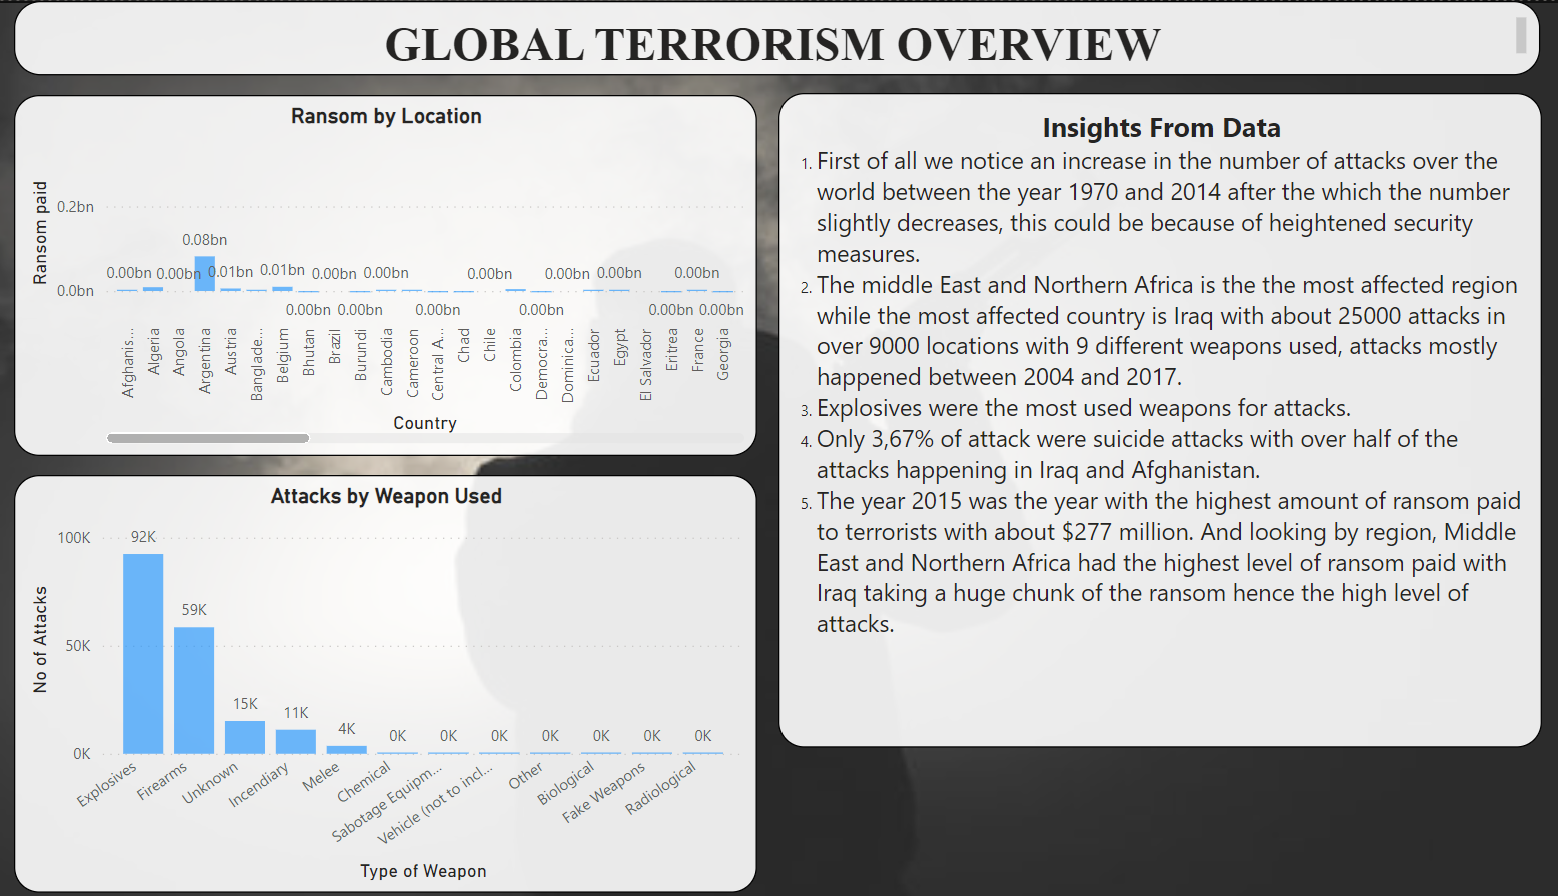 GLOBAL TERRORISM OVERVIEW
Ransom by Location
Ransom paid
0.2bn
0.0bn
0.00bn 0.00bn 0.08bn 0.01bn 0.01bn 0.00bn 0.00bn 0.00bn 0.00bn 0.00bn 0.00bn
0.00bn 0.00bn 0.00bn 0.00bn 0.00bn 0.00bn
Afghanis...
Algeria
Angola
Argentina
Austria
Banglade...
Belgium
Bhutan
Brazil
Burundi
Cambodia
Cameroon
Central A...
Chad
Chile
Colombia
Democra...
Dominica...
Ecuador
Egypt
El Salvador
Eritrea
France
Georgia
Country
Attacks by Weapon Used
No of Attacks
100K
50K
0K
92K
59K
15K
11K
4K
0K
0K
0K
0K
0K
0K
0K
Explosives
Firearms
Unknown
Incendiary
Melee
Chemical
Sabotage Equipm...
Vehicle (not to incl...
Other
Biological
Fake Weapons
Radiological
Type of Weapon
Insights From Data
1. First of all we notice an increase in the number of attacks over the
world between the year 1970 and 2014 after the which the number
slightly decreases, this could be because of heightened security
measures.
2. The middle East and Northern Africa is the the most affected region
while the most affected country is Iraq with about 25000 attacks in
over 9000 locations with 9 different weapons used, attacks mostly
happened between 2004 and 2017.
3. Explosives were the most used weapons for attacks.
4. Only 3,67% of attack were suicide attacks with over half of the
attacks happening in Iraq and Afghanistan.
5. The year 2015 was the year with the highest amount of ransom paid
to terrorists with about $277 million. And looking by region, Middle
East and Northern Africa had the highest level of ransom paid with
Iraq taking a huge chunk of the ransom hence the high level of
attacks.